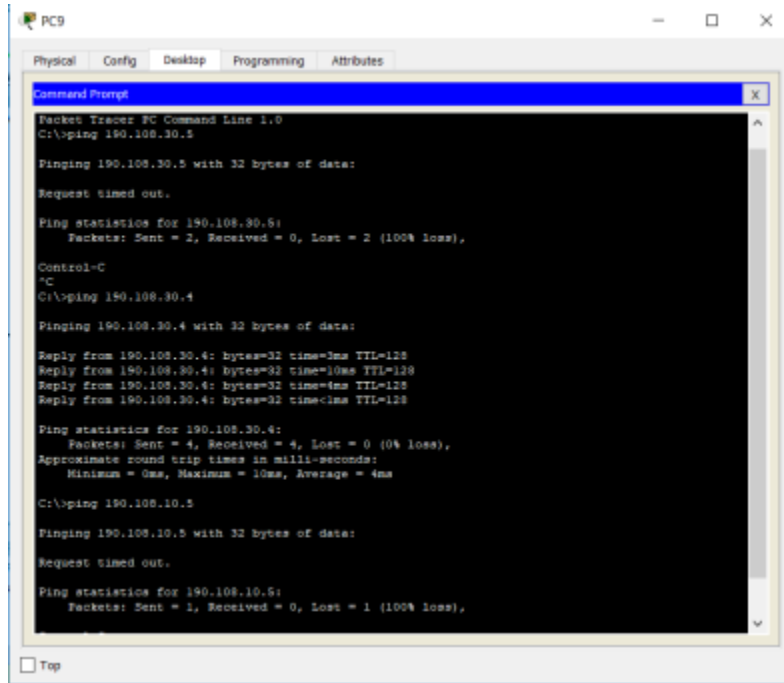 PC9
Physical Config Desktop Programming Attributes
Command Prompt
X
Packet Tracer PC Command Line 1.0
C:\>ping 190.108.30.5
Pinging 190.108.30.5 with 32 bytes of data:
Request timed out.
Ping statistics for 190.108.30.5:
Packets: Sent = 2, Received = 0, Lost = 2 (100% loss),
Control-C
^C
C:\>ping 190.108.30.4
Pinging 190.108.30.4 with 32 bytes of data:
Reply from 190.108.30.4: bytes=32 time=3ms TTL=128
Reply from 190.108.30.4: bytes=32 time=10ms TTL=128
Reply from 190.108.30.4: bytes=32 time=4ms TTL=128
Reply from 190.108.30.4: bytes=32 time<1ms TTL=128
Ping statistics for 190.108.30.4:
Packets: Sent = 4, Received = 4, Lost = 0 (0% loss),
Approximate round trip times in milli-seconds:
Minimum = 0ms, Maximum = 10ms, Average = 4ms
C:\>ping 190.108.10.5
Pinging 190.108.10.5 with 32 bytes of data:
Request timed out.
Ping statistics for 190.108.10.5:
Packets: Sent = 1, Received = 0, Lost = 1 (100% loss),
Top